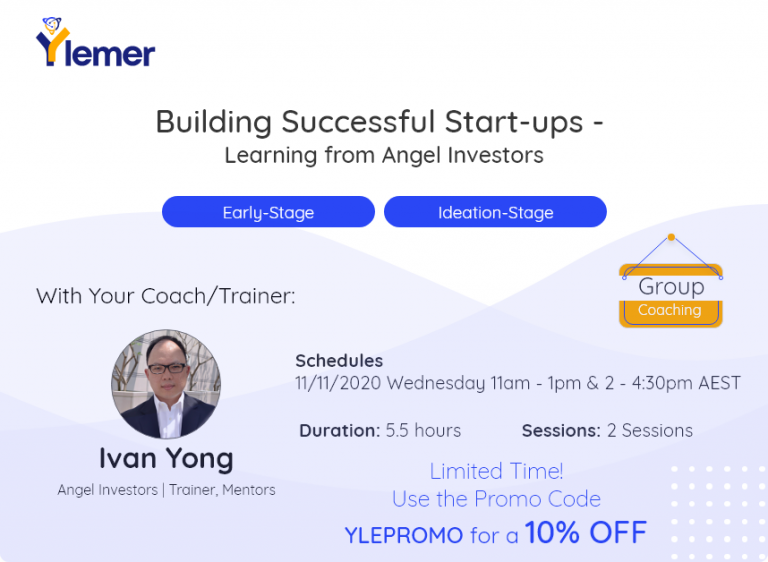 Ylemer
Building Successful Start-ups -
Learning from Angel Investors
Early-Stage
Ideation-Stage
With Your Coach/Trainer:
Group
Coaching
Schedules
11/11/2020 Wednesday 11am - 1pm & 2 - 4:30pm AEST
Duration: 5.5 hours
Sessions: 2 Sessions
Ivan Yong
Angel Investors | Trainer, Mentors
Limited Time!
Use the Promo Code
YLEPROMO for a 10% OFF